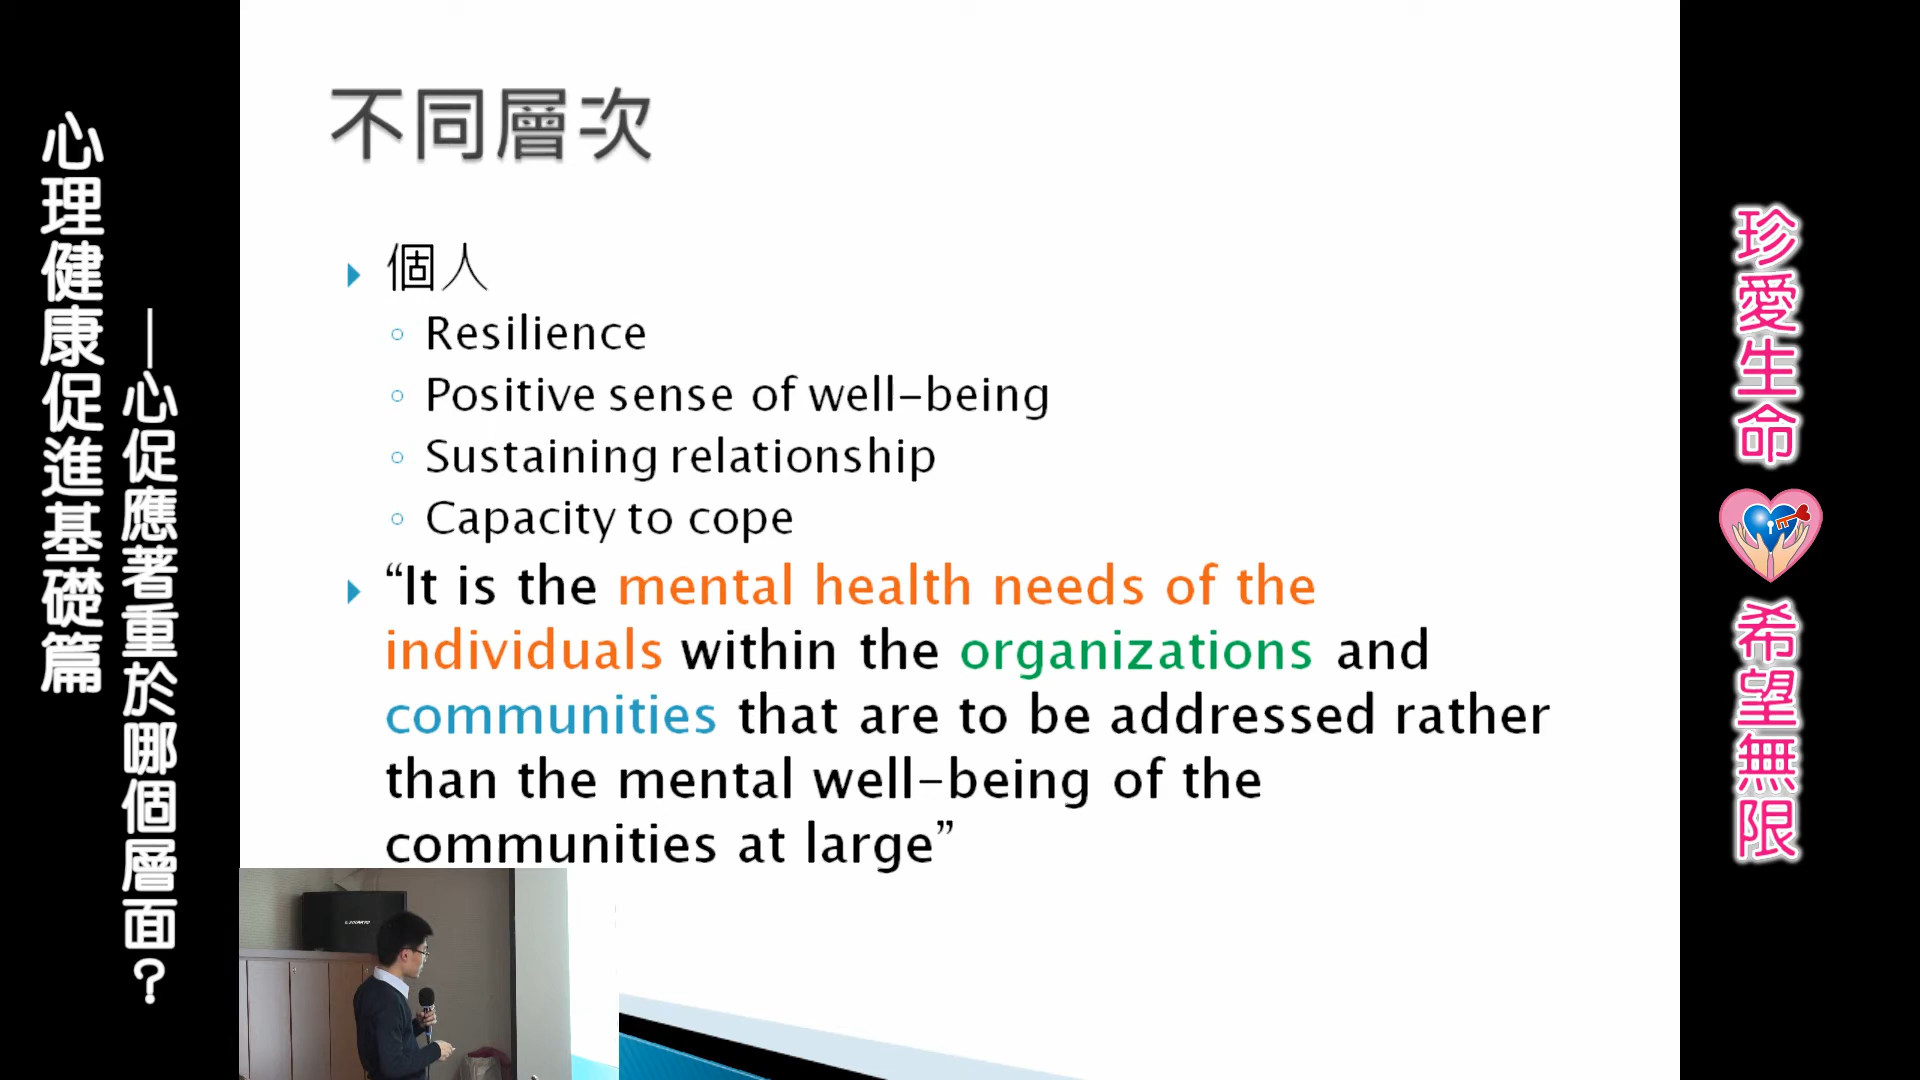 心理健康促進基礎篇
—心促應著重於哪個層面？
不同層次
個人
Resilience
Positive sense of well-being
Sustaining relationship
Capacity to cope
“It is the mental health needs of the
individuals within the organizations and
communities that are to be addressed rather
than the mental well-being of the
communities at large”
珍愛生命
希望無限